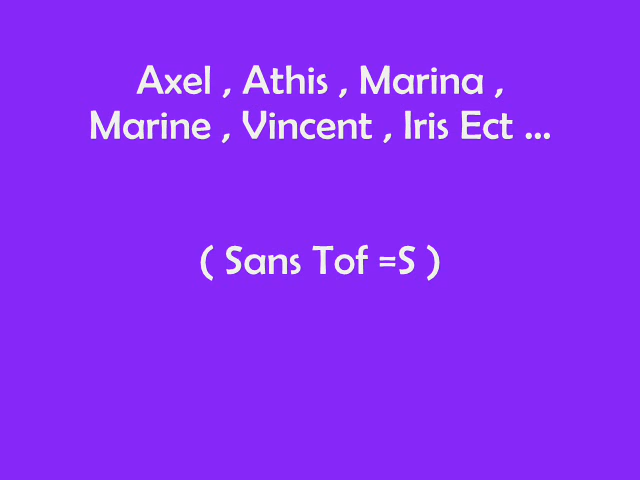 Axel , Athis , Marina ,
Marine , Vincent , Iris Ect ...
( Sans Tof =S )